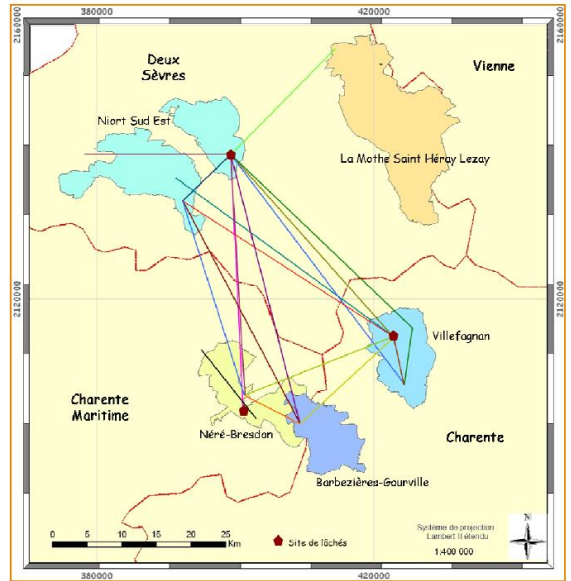 380000
420000
2160000
2160000
Deux
Sèvres
Vienne
Niort Sud Est
La Mothe Saint Héray Lezay
2120000
2120000
Villefagnan
Charente
Maritime
Néré-Bresdon
Charente
Barbezières-Gourville
0 5 10 15 20 25
Km
Site de lâchés
Système de projection
Lambert II étendu
1:400 000
N
380000
420000